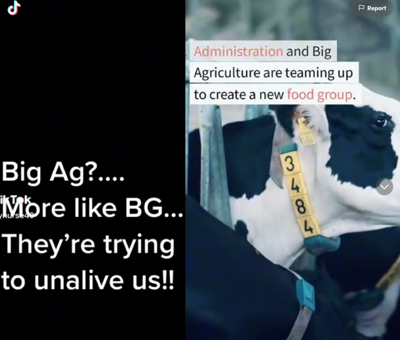 Report
Administration and Big
Agriculture are teaming up
to create a new food group.
3
4
8
4
Big Ag?....
More like BG...
They're trying
to unalive us!!